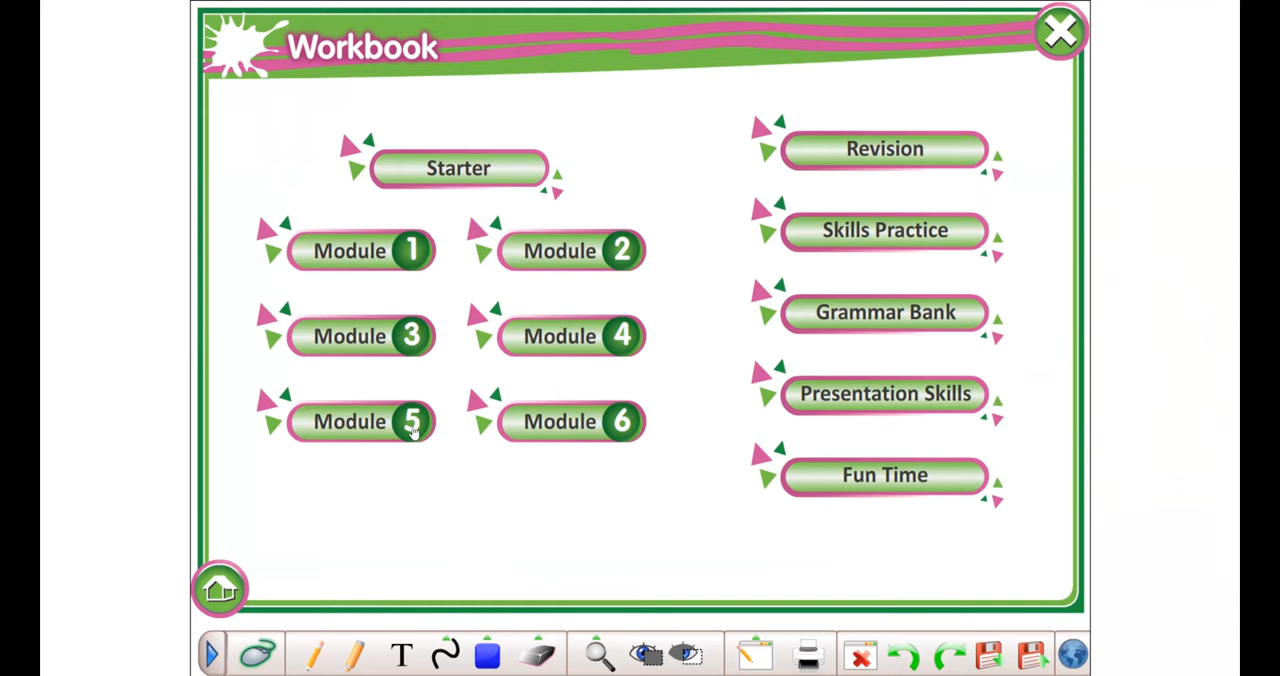 Workbook
Starter
Module 1
Module 2
Module 3
Module 4
Module 5
Module 6
Revision
Skills Practice
Grammar Bank
Presentation Skills
Fun Time
T